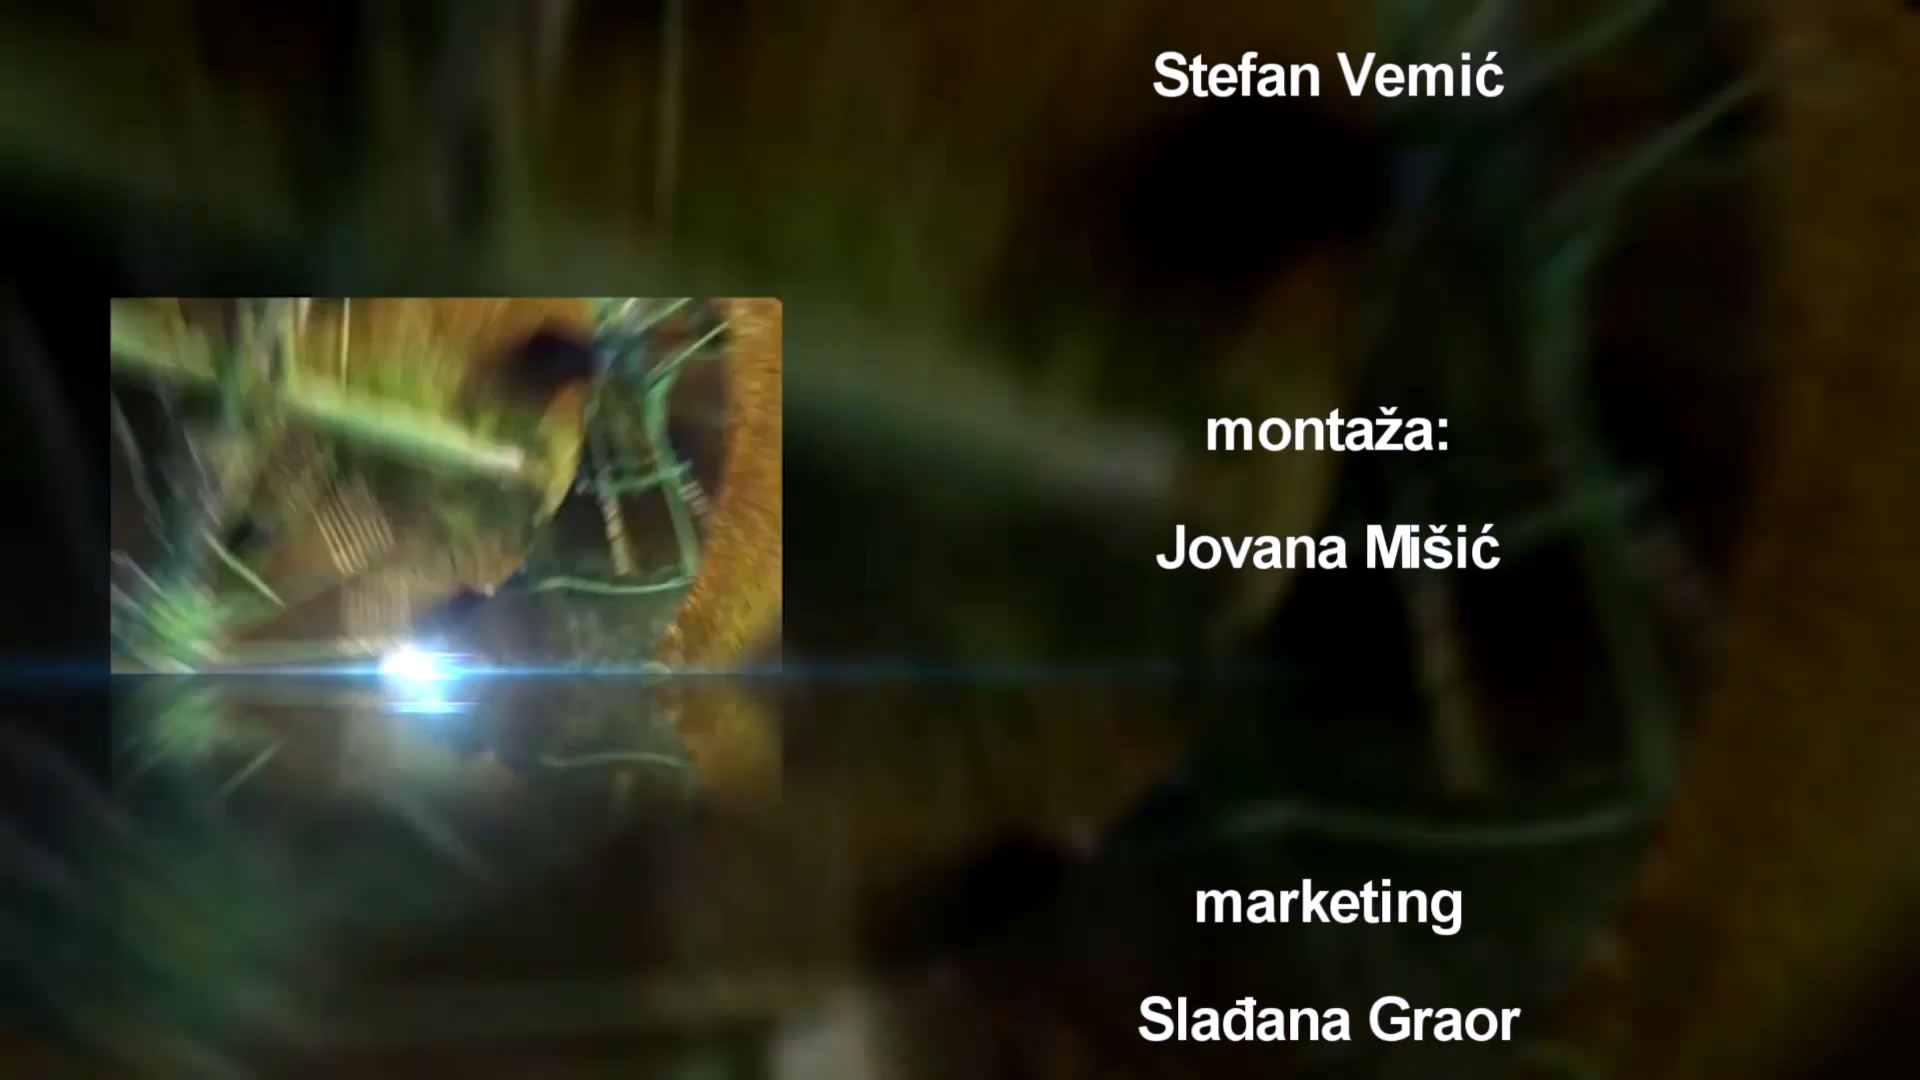 Stefan Vemić
montaža:
Jovana Mišić
marketing
Slađana Graor